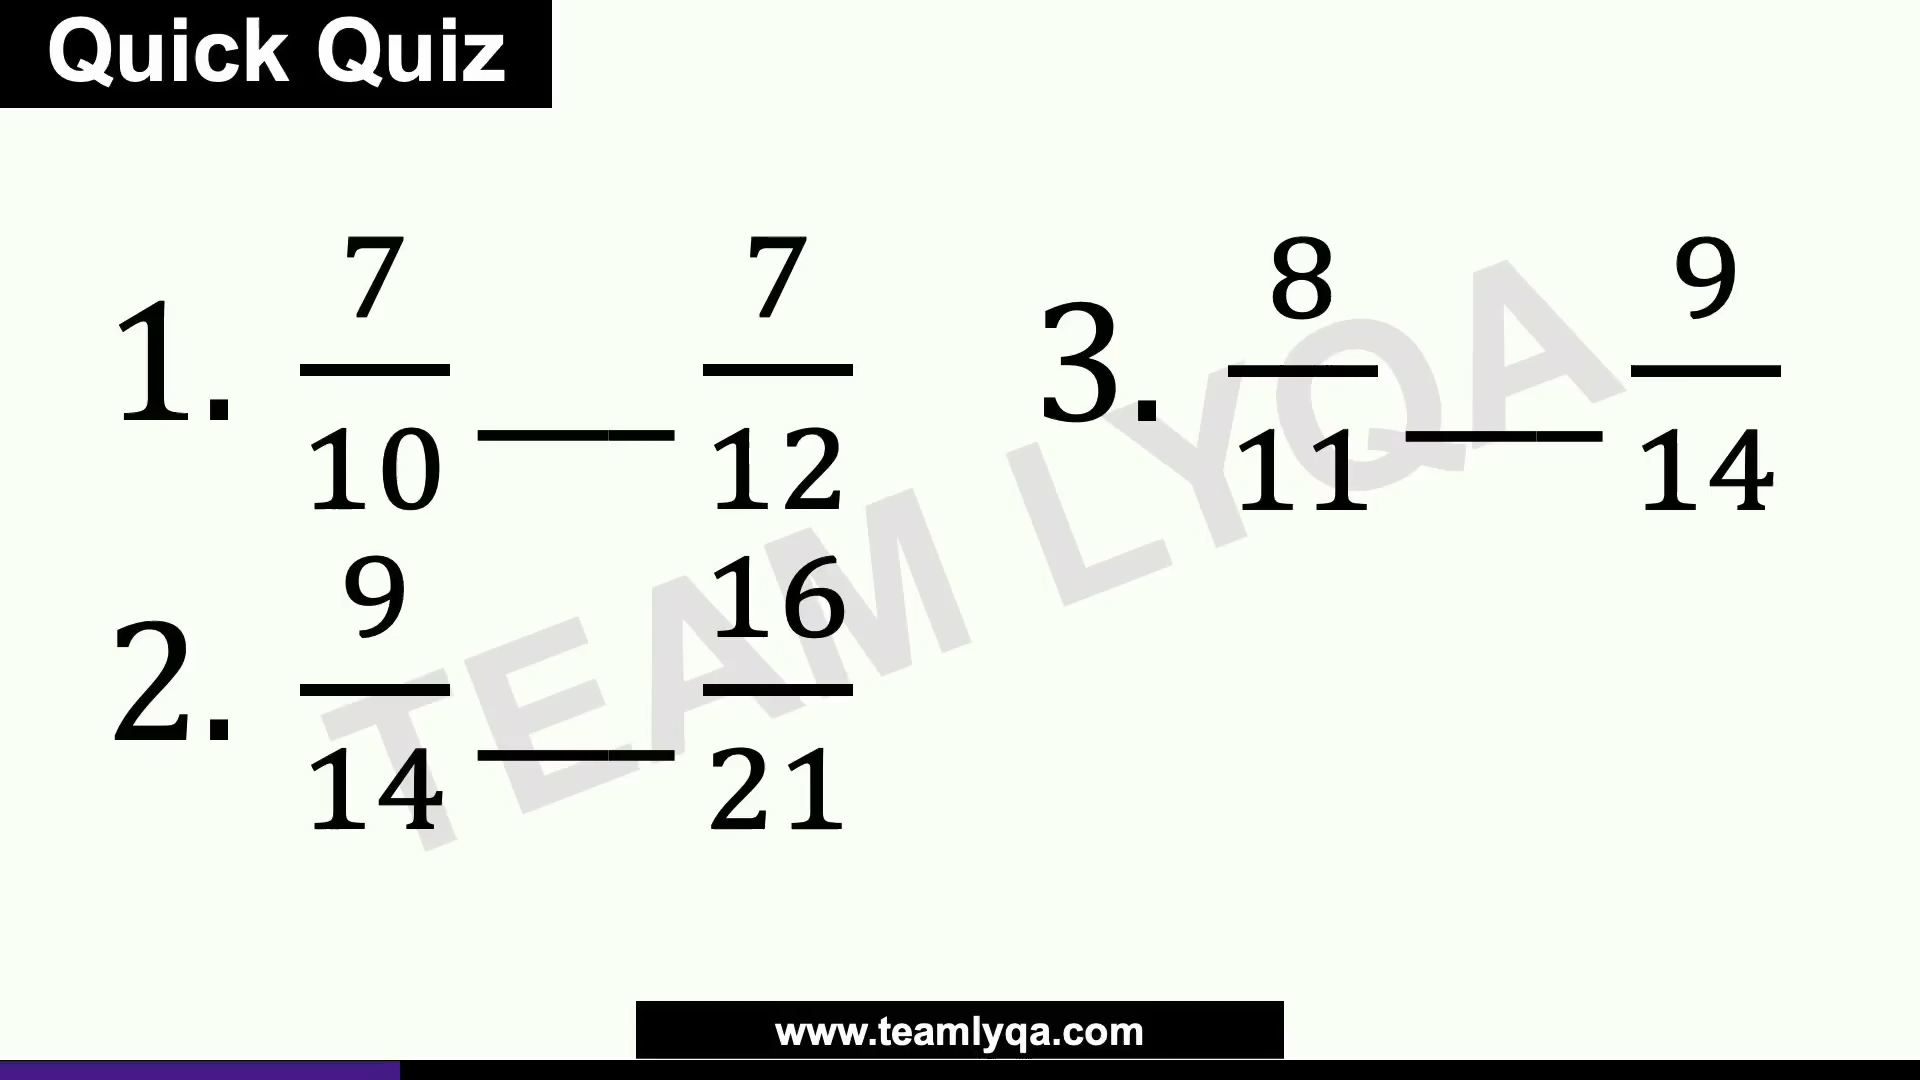 Quick Quiz
1. 7/10 ___ 7/12
2. 9/14 ___ 16/21
3. 8/11 ___ 9/14
TEAM LYQA
www.teamlyqa.com